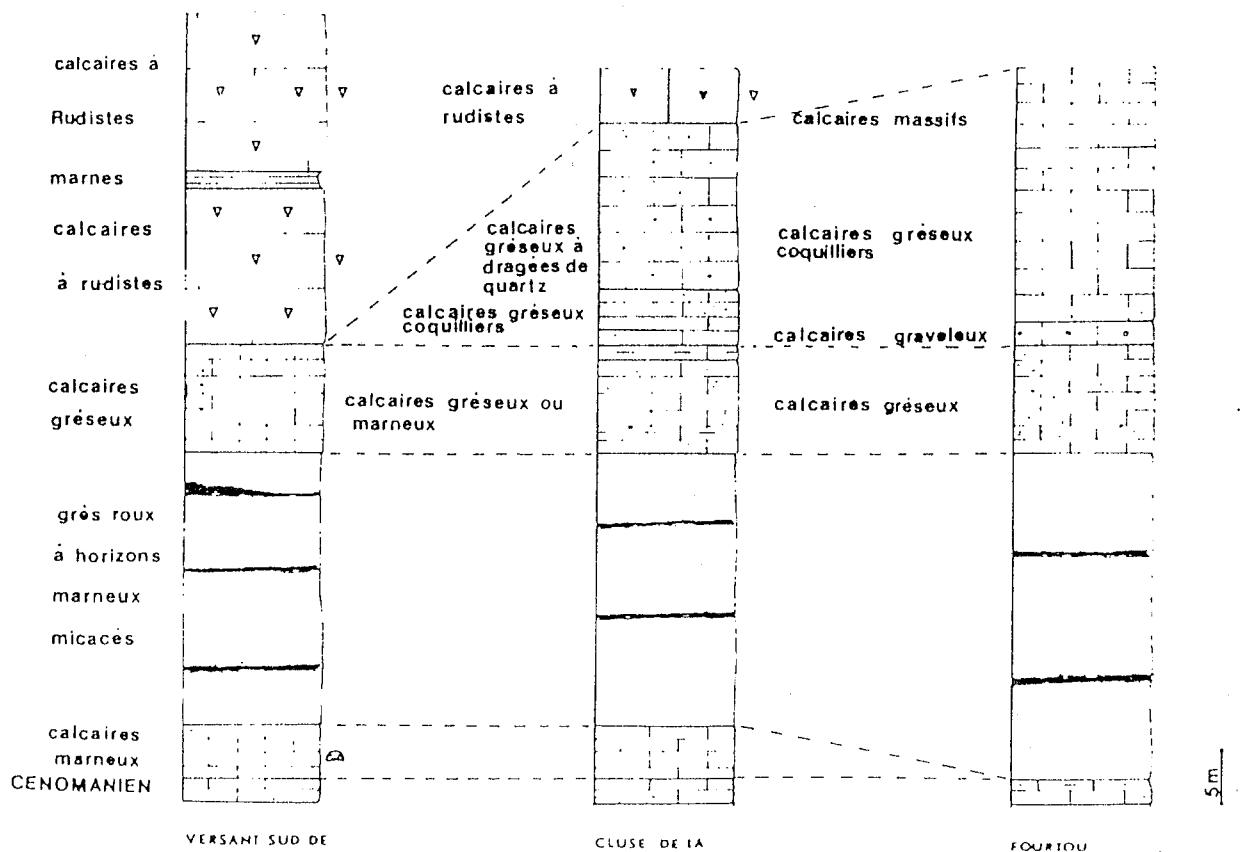 calcaires à
Rudistes
marnes
calcaires
à rudistes
calcaires
gréseux
grès roux
à horizons
marneux
micacés
calcaires
marneux
CENOMANIEN
calcaires à
rudistes
calcaires
gréseux à
dragées de
quartz
calcaires gréseux
coquilliers
calcaires gréseux ou
marneux
calcaires massifs
calcaires gréseux
coquilliers
calcaires graveleux
calcaires gréseux
5m
VERSANT SUD DE
CLUSE DE LA
FOURTOU